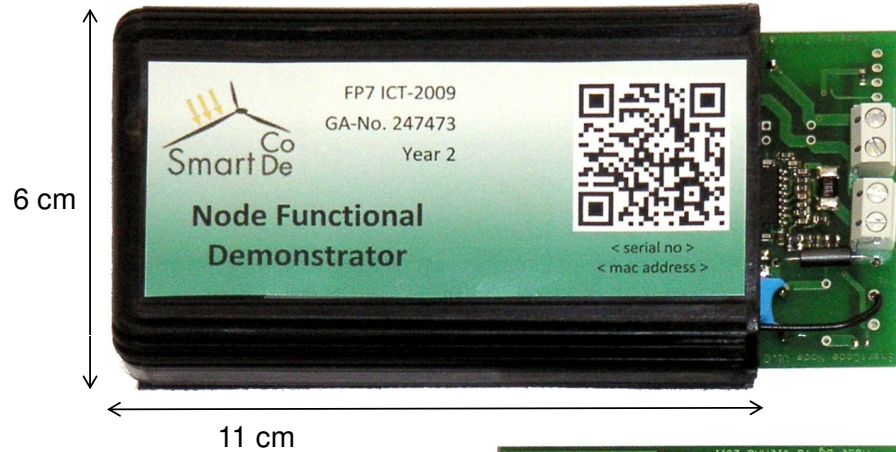 FP7 ICT-2009
GA-No. 247473
Year 2
Smart Co
De
Node Functional
Demonstrator
< serial no >
< mac address >
6 cm
11 cm